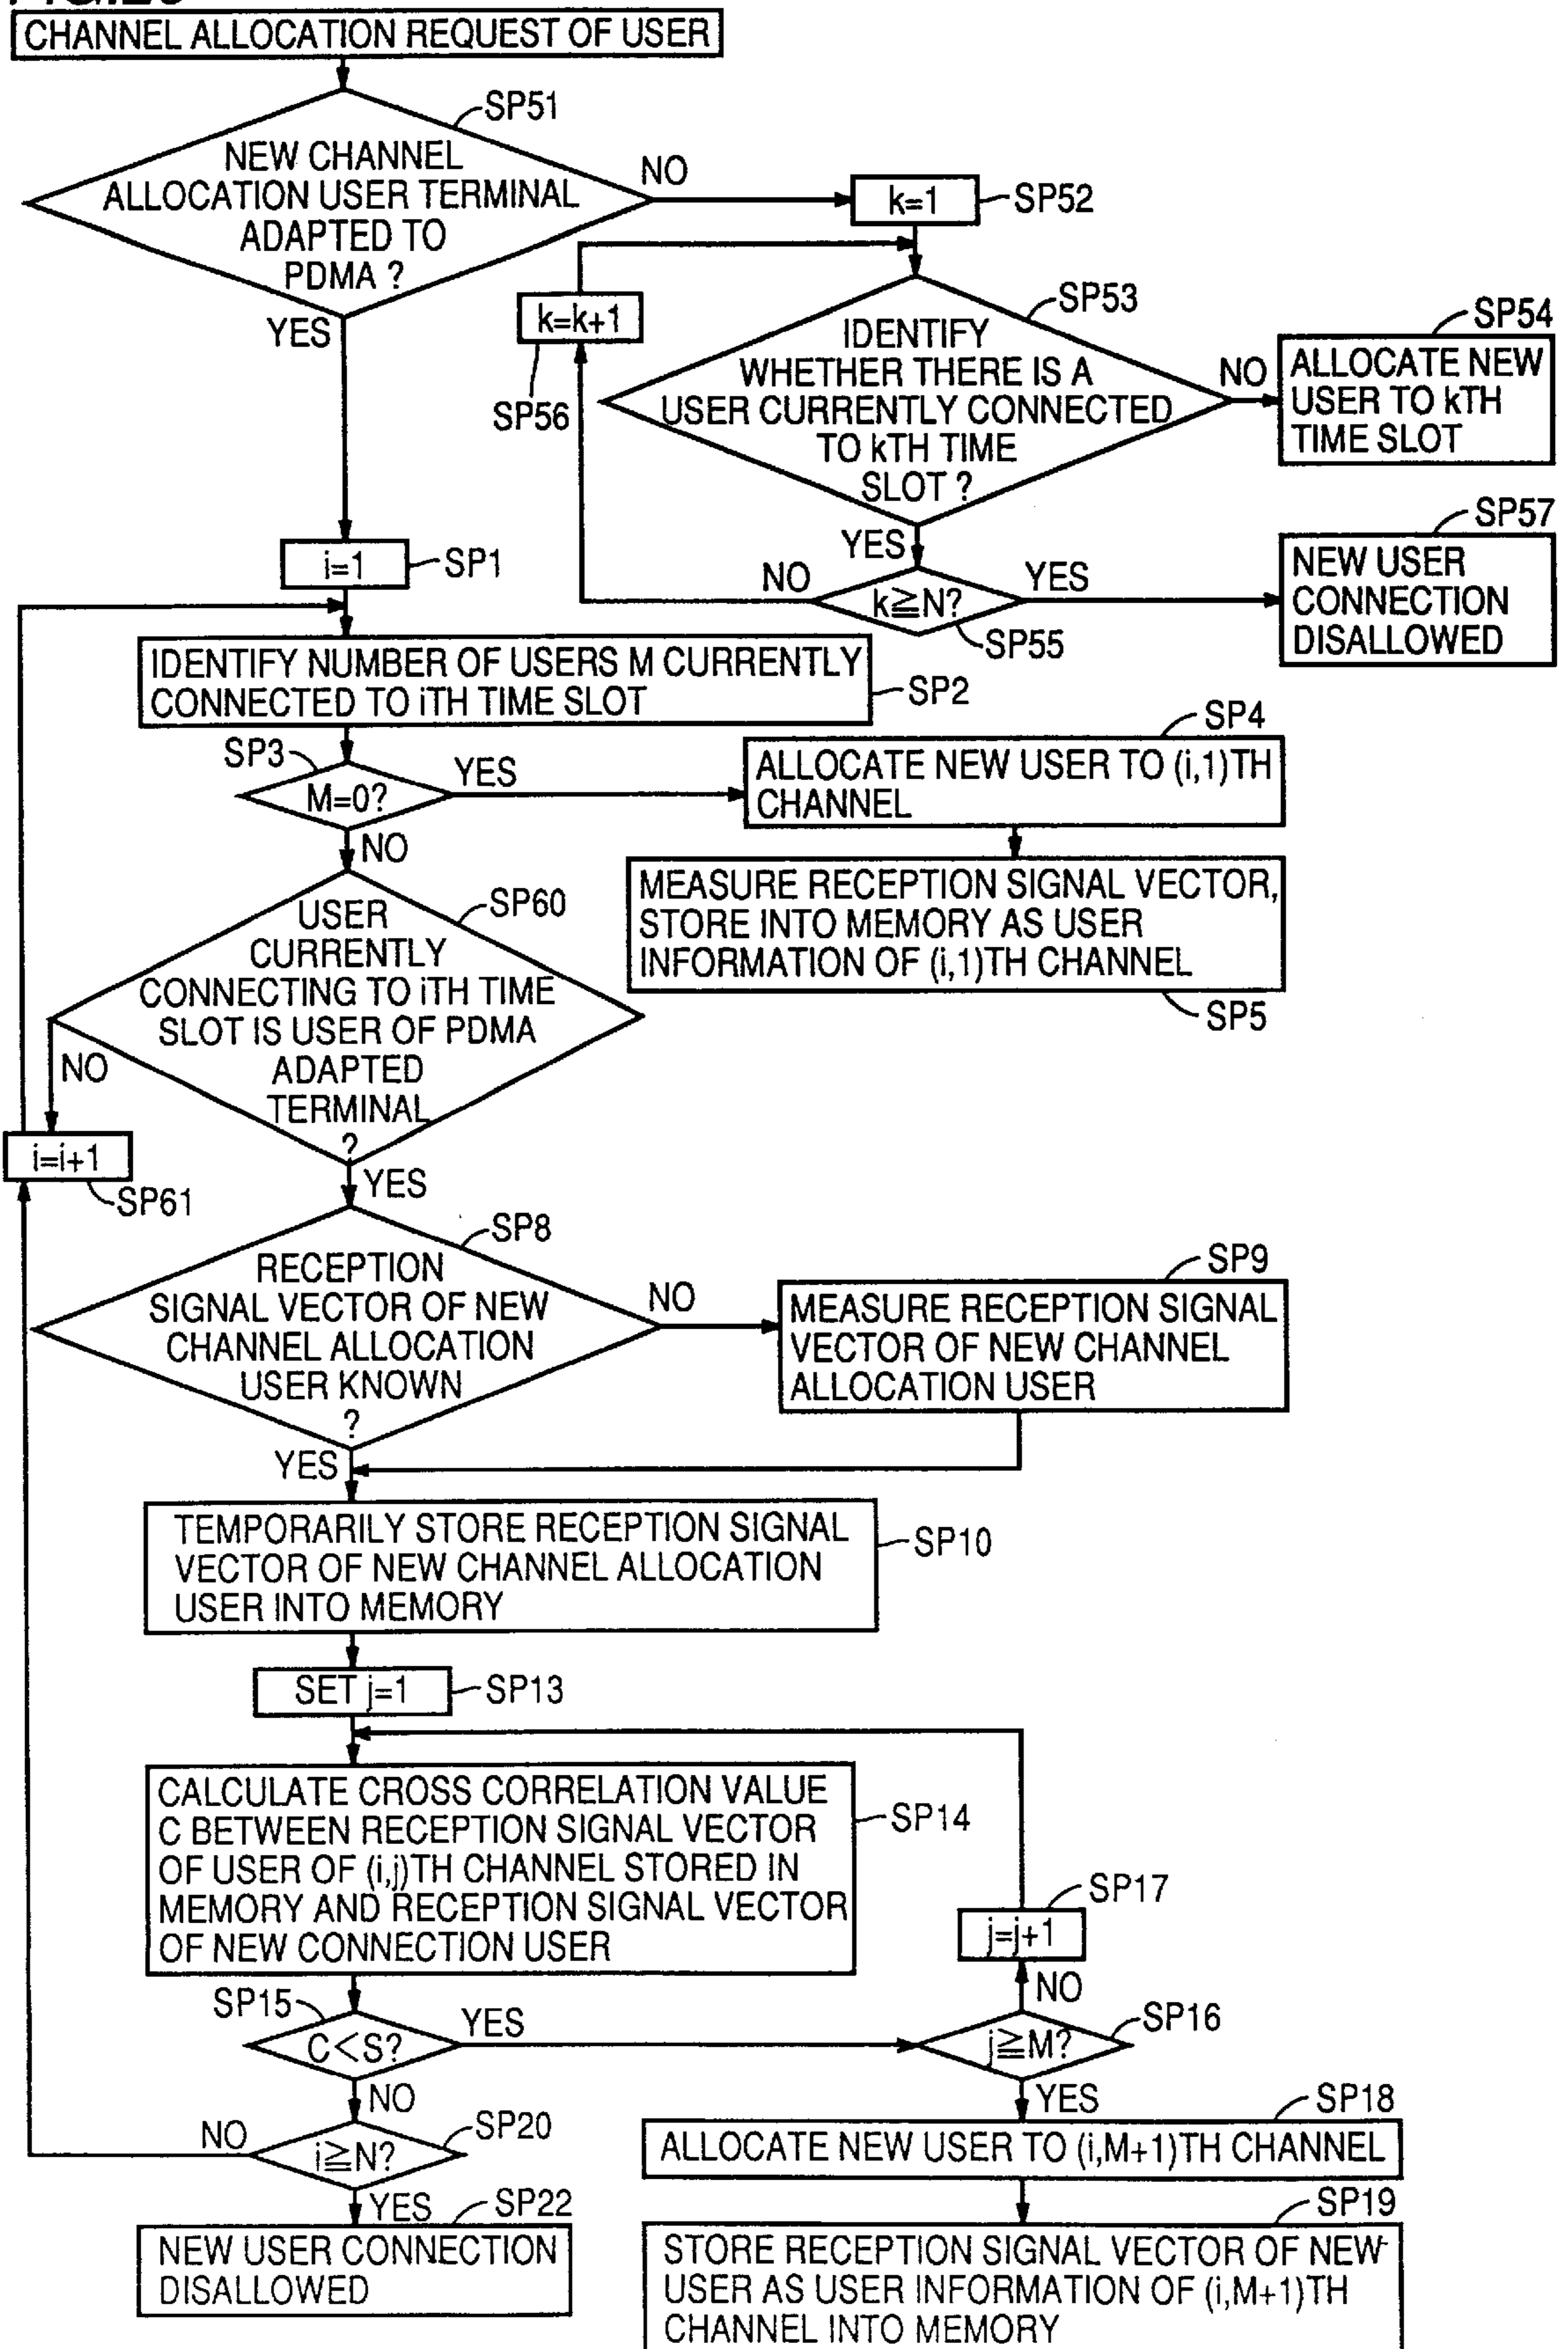 CHANNEL ALLOCATION REQUEST OF USER
SP51
NEW CHANNEL
ALLOCATION USER TERMINAL
ADAPTED TO
PDMA ?
NO
YES
k=1
SP52
k=k+1
SP56
SP53
IDENTIFY
WHETHER THERE IS A
USER CURRENTLY CONNECTED
TO kTH TIME
SLOT ?
NO
YES
SP54
ALLOCATE NEW
USER TO kTH
TIME SLOT
NO
k≧N?
YES
SP55
SP57
NEW USER
CONNECTION
DISALLOWED
i=1
SP1
IDENTIFY NUMBER OF USERS M CURRENTLY
CONNECTED TO iTH TIME SLOT
SP2
SP3
M=0?
YES
NO
SP4
ALLOCATE NEW USER TO (i,1)TH
CHANNEL
MEASURE RECEPTION SIGNAL VECTOR,
STORE INTO MEMORY AS USER
INFORMATION OF (i,1)TH CHANNEL
SP5
SP60
USER
CURRENTLY
CONNECTING TO iTH TIME
SLOT IS USER OF PDMA
ADAPTED
TERMINAL
?
NO
YES
i=i+1
SP61
SP8
RECEPTION
SIGNAL VECTOR OF NEW
CHANNEL ALLOCATION
USER KNOWN
?
NO
YES
SP9
MEASURE RECEPTION SIGNAL
VECTOR OF NEW CHANNEL
ALLOCATION USER
TEMPORARILY STORE RECEPTION SIGNAL
VECTOR OF NEW CHANNEL ALLOCATION
USER INTO MEMORY
SP10
SET j=1
SP13
CALCULATE CROSS CORRELATION VALUE
C BETWEEN RECEPTION SIGNAL VECTOR
OF USER OF (i,j)TH CHANNEL STORED IN
MEMORY AND RECEPTION SIGNAL VECTOR
OF NEW CONNECTION USER
SP14
SP17
j=j+1
NO
SP15
C<S?
YES
NO
j≧M?
SP16
YES
NO
i≧N?
SP20
YES
SP22
NEW USER CONNECTION
DISALLOWED
SP18
ALLOCATE NEW USER TO (i,M+1)TH CHANNEL
SP19
STORE RECEPTION SIGNAL VECTOR OF NEW
USER AS USER INFORMATION OF (i,M+1)TH
CHANNEL INTO MEMORY